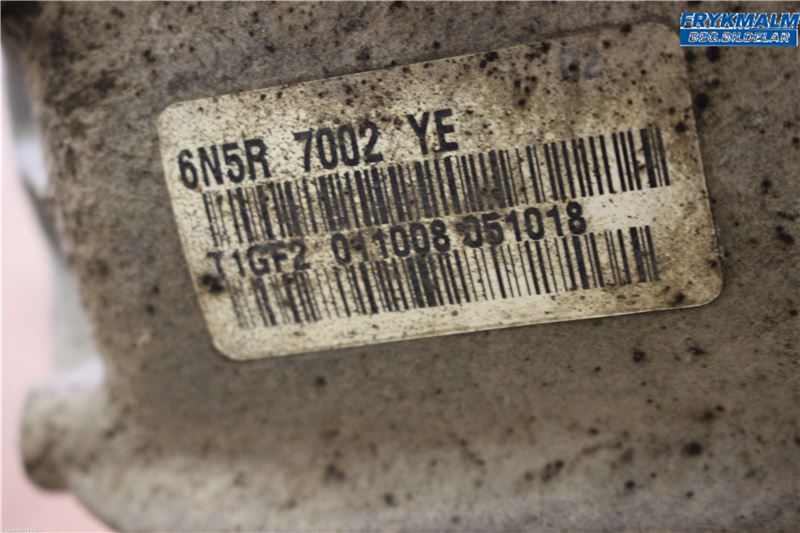 FRYKMALM
BEG.BILDELAR
6N5R 7002 YE
T1GF2 011008 051018